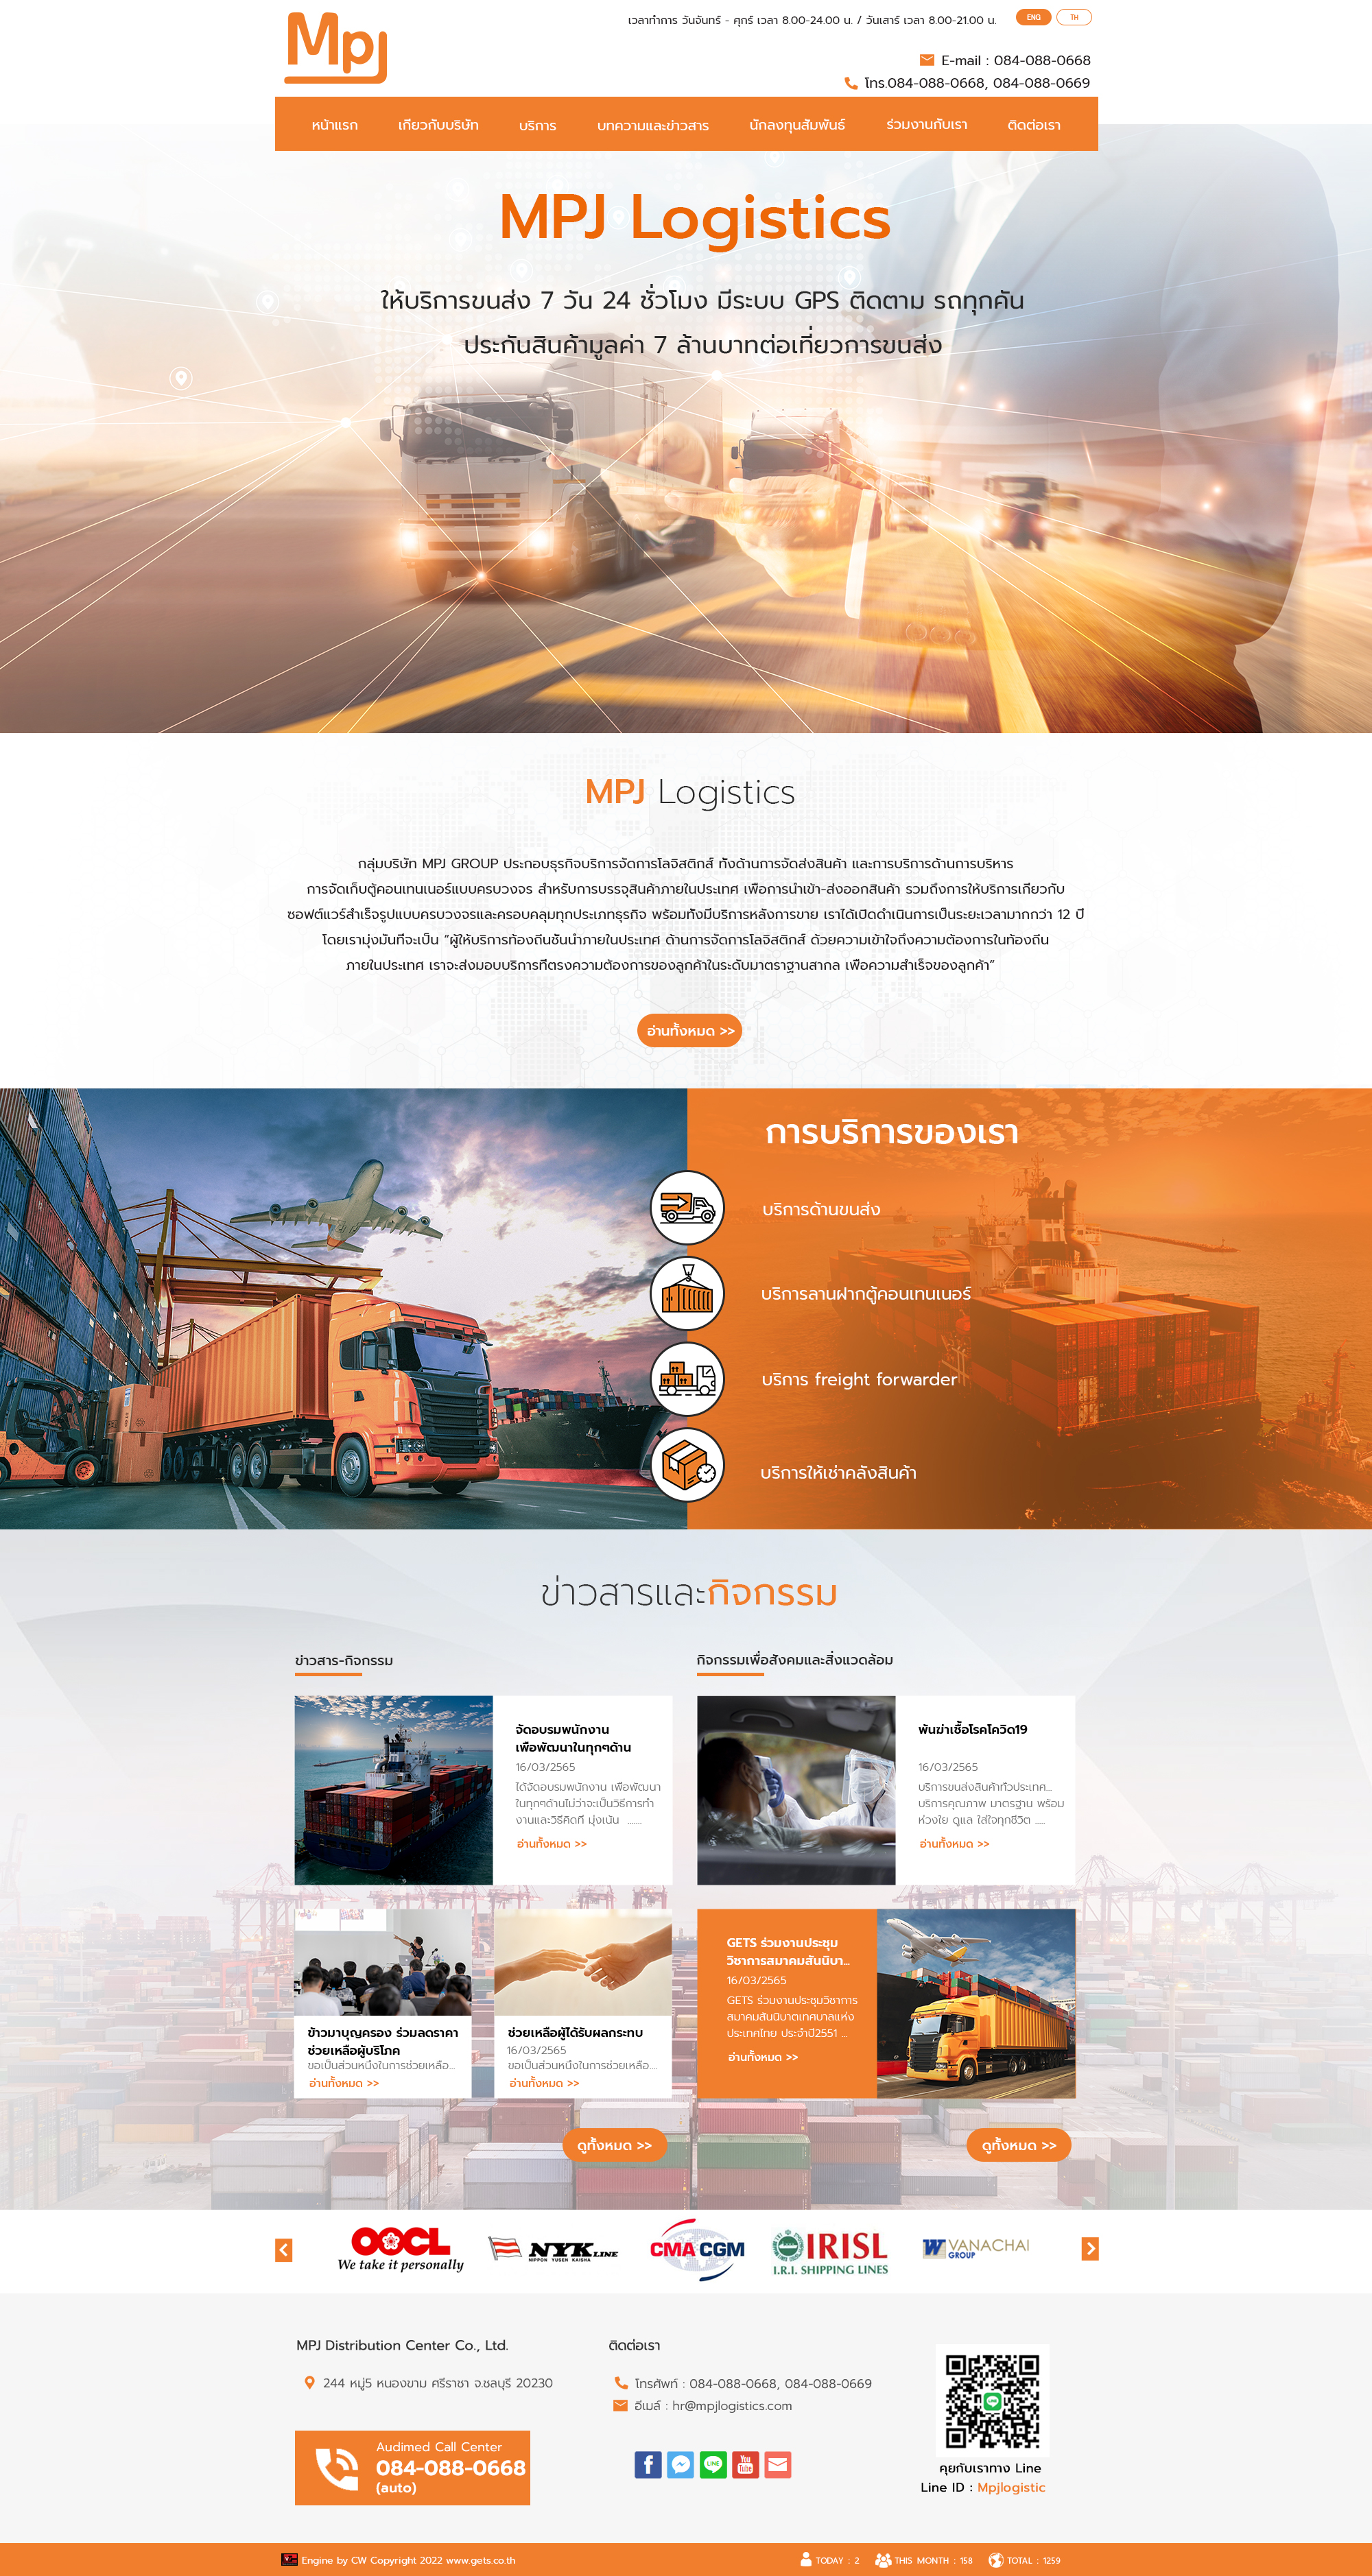 Mpj
เวลาทำการ วันจันทร์ - ศุกร์ เวลา 8.00-24.00 น. / วันเสาร์ เวลา 8.00-21.00 น.
ENG
TH
E-mail : 084-088-0668
โทร.084-088-0668, 084-088-0669
หน้าแรก
เกี่ยวกับบริษัท
บริการ
บทความและข่าวสาร
นักลงทุนสัมพันธ์
ร่วมงานกับเรา
ติดต่อเรา
MPJ Logistics
ให้บริการขนส่ง 7 วัน 24 ชั่วโมง มีระบบ GPS ติดตาม รถทุกคัน
ประกันสินค้ามูลค่า 7 ล้านบาทต่อเที่ยวการขนส่ง
MPJ Logistics
กลุ่มบริษัท MPJ GROUP ประกอบธุรกิจบริการจัดการโลจิสติกส์ ทั้งด้านการจัดส่งสินค้า และการบริการด้านการบริหาร
การจัดเก็บตู้คอนเทนเนอร์แบบครบวงจร สำหรับการบรรจุสินค้าภายในประเทศ เพื่อการนำเข้า-ส่งออกสินค้า รวมถึงการให้บริการเกี่ยวกับ
ซอฟต์แวร์สำเร็จรูปแบบครบวงจรและครอบคลุมทุกประเภทธุรกิจ พร้อมทั้งมีบริการหลังการขาย เราได้เปิดดำเนินการเป็นระยะเวลามากกว่า 12 ปี
โดยเรามุ่งมั่นที่จะเป็น “ผู้ให้บริการท้องถิ่นชั้นนำภายในประเทศ ด้านการจัดการโลจิสติกส์ ด้วยความเข้าใจถึงความต้องการในท้องถิ่น
ภายในประเทศ เราจะส่งมอบบริการที่ตรงความต้องการของลูกค้าในระดับมาตราฐานสากล เพื่อความสำเร็จของลูกค้า”
อ่านทั้งหมด >>
การบริการของเรา
บริการด้านขนส่ง
บริการลานฝากตู้คอนเทนเนอร์
บริการ freight forwarder
บริการให้เช่าคลังสินค้า
ข่าวสารและกิจกรรม
ข่าวสาร-กิจกรรม
จัดอบรมพนักงาน
เพื่อพัฒนาในทุกๆด้าน
16/03/2565
ได้จัดอบรมพนักงาน เพื่อพัฒนา
ในทุกๆด้านไม่ว่าจะเป็นวิธีการทำ
งานและวิธีคิดที่ มุ่งเน้น .......
อ่านทั้งหมด >>
ข้าวมาบุญครอง ร่วมลดราคา
ช่วยเหลือผู้บริโภค
ขอเป็นส่วนหนึ่งในการช่วยเหลือ...
อ่านทั้งหมด >>
ช่วยเหลือผู้ได้รับผลกระทบ
16/03/2565
ขอเป็นส่วนหนึ่งในการช่วยเหลือ....
อ่านทั้งหมด >>
ดูทั้งหมด >>
กิจกรรมเพื่อสังคมและสิ่งแวดล้อม
พ่นฆ่าเชื้อโรคโควิด19
16/03/2565
บริการขนส่งสินค้าทั่วประเทศ...
บริการคุณภาพ มาตรฐาน พร้อม
ห่วงใย ดูแล ใส่ใจทุกชีวิต .....
อ่านทั้งหมด >>
GETS ร่วมงานประชุม
วิชาการสมาคมสันนิบา...
16/03/2565
GETS ร่วมงานประชุมวิชาการ
สมาคมสันนิบาตเทศบาลแห่ง
ประเทศไทย ประจำปี2551 ...
อ่านทั้งหมด >>
ดูทั้งหมด >>
OOCL
We take it personally
NYK LINE
NIPPON YUSEN KAISHA
CMA CGM
IRISL
I.R.I. SHIPPING LINES
W VANACHAI
GROUP
MPJ Distribution Center Co., Ltd.
244 หมู่5 หนองขาม ศรีราชา จ.ชลบุรี 20230
Audimed Call Center
084-088-0668
(auto)
ติดต่อเรา
โทรศัพท์ : 084-088-0668, 084-088-0669
อีเมล์ : hr@mpjlogistics.com
f
LINE
You Tube
คุยกับเราทาง Line
Line ID : Mpjlogistic
Engine by CW Copyright 2022 www.gets.co.th
TODAY : 2
THIS MONTH : 158
TOTAL : 1259